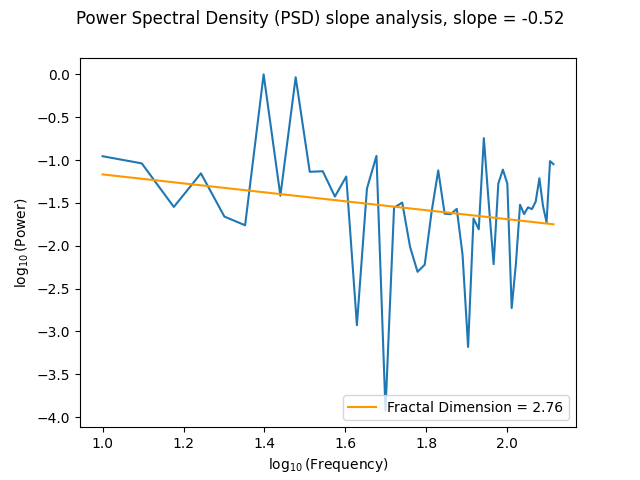 Power Spectral Density (PSD) slope analysis, slope = -0.52
0.0
−0.5
−1.0
−1.5
−2.0
−2.5
−3.0
−3.5
−4.0
log₁₀(Power)
Fractal Dimension = 2.76
1.0 1.2 1.4 1.6 1.8 2.0
log₁₀(Frequency)